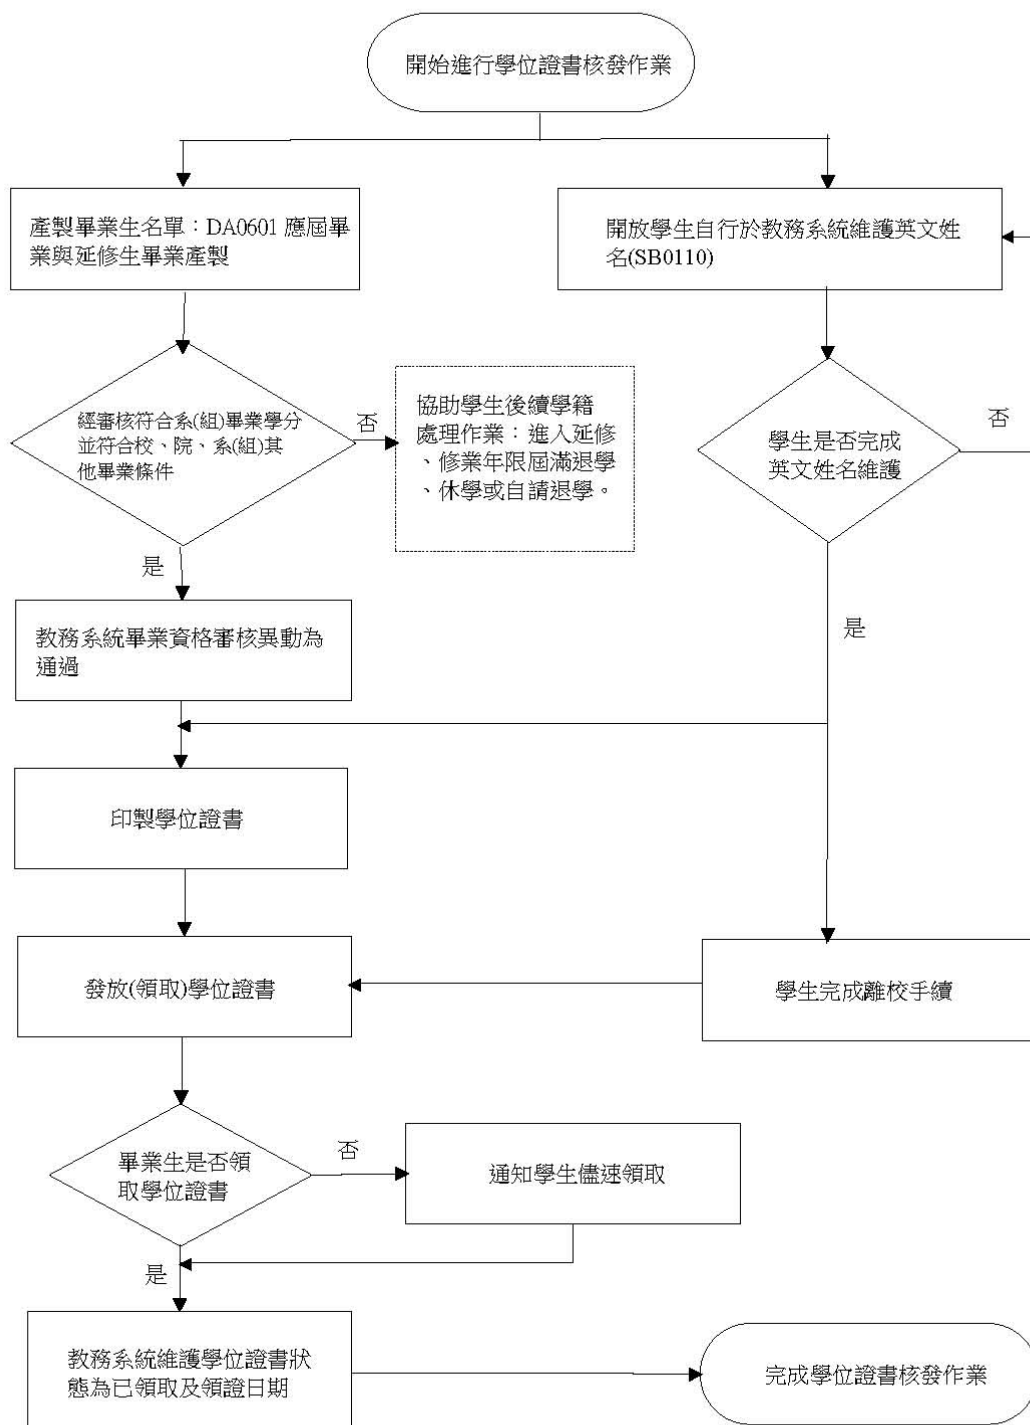 開始進行學位證書核發作業
產製畢業生名單：DA0601 應屆畢
業與延修生畢業產製
開放學生自行於教務系統維護英文姓
名(SB0110)
經審核符合系(組)畢業學分
並符合校、院、系(組)其
他畢業條件
否
協助學生後續學籍
處理作業：進入延修
、修業年限屆滿退學
、休學或自請退學。
學生是否完成
英文姓名維護
否
是
教務系統畢業資格審核異動為
通過
是
印製學位證書
發放(領取)學位證書
學生完成離校手續
畢業生是否領
取學位證書
否
通知學生儘速領取
是
教務系統維護學位證書狀
態為已領取及領證日期
完成學位證書核發作業